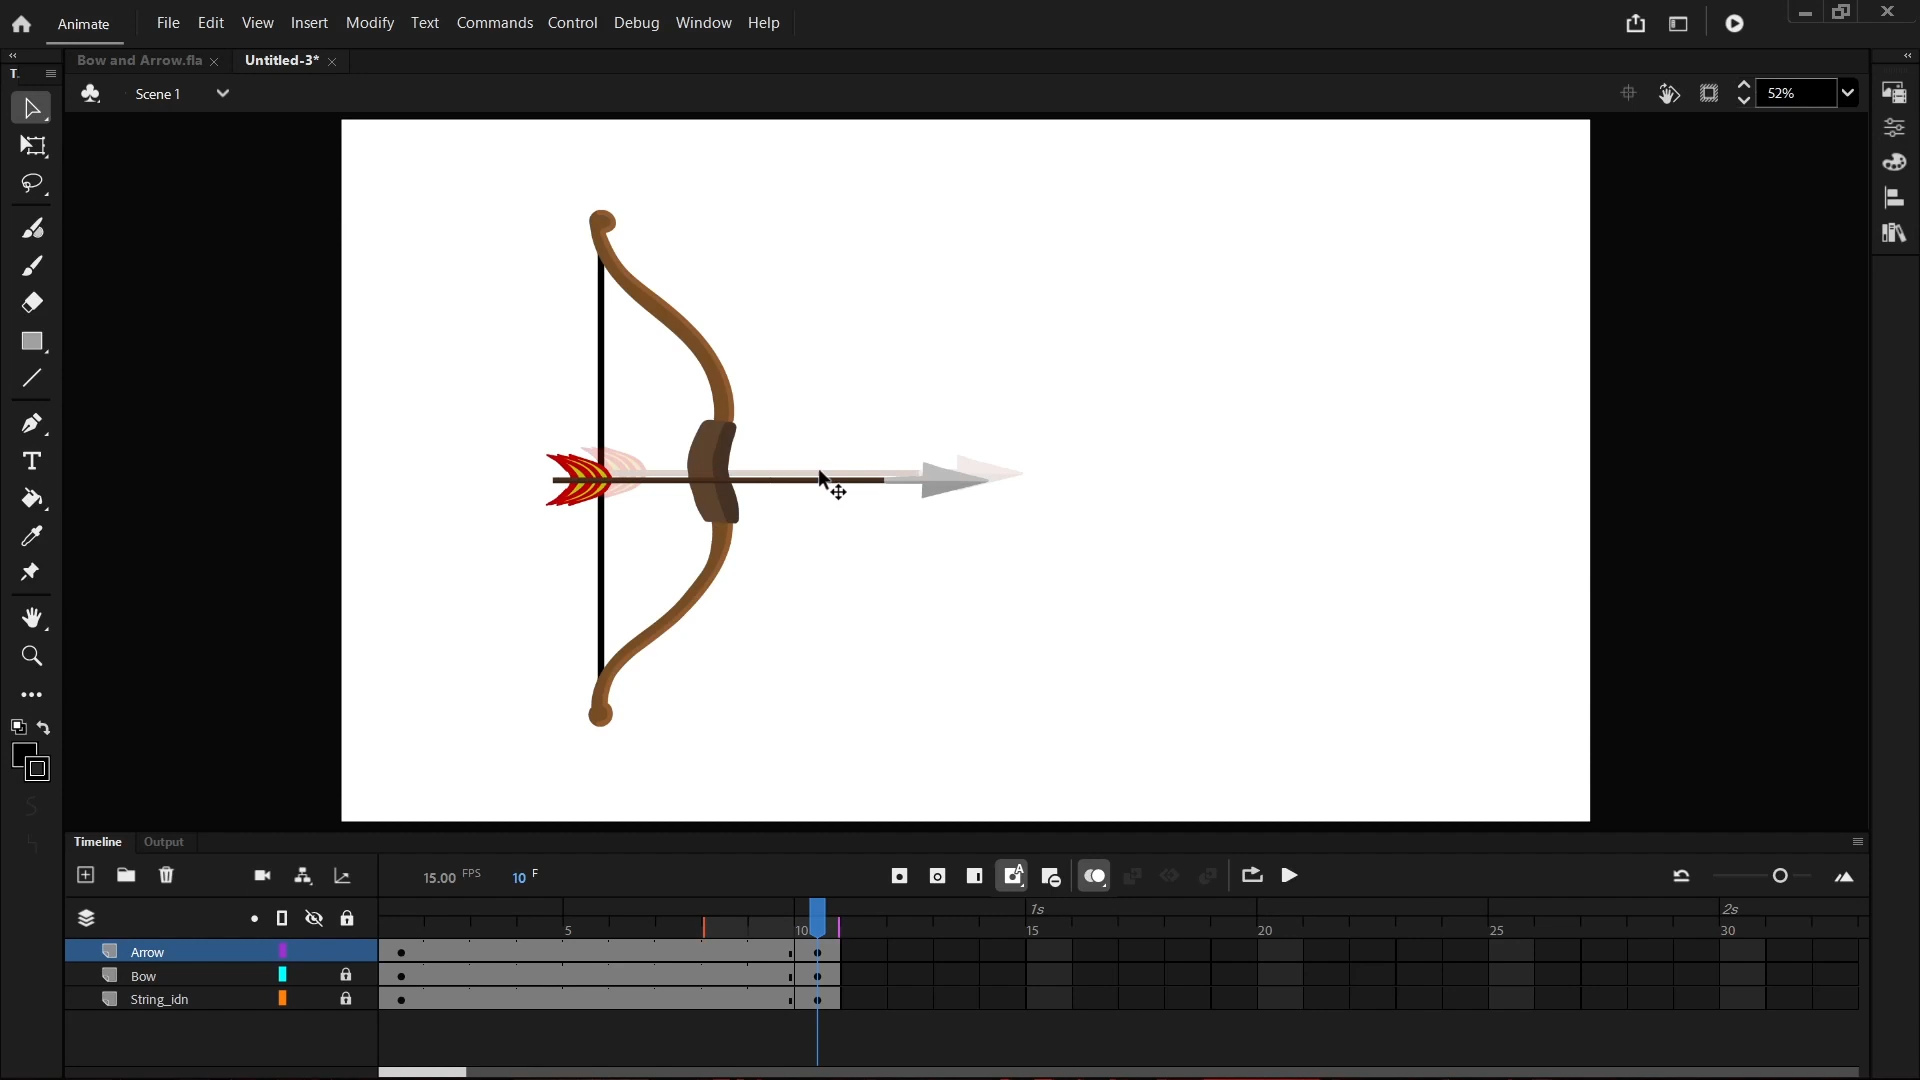 Animate File Edit View Insert Modify Text Commands Control Debug Window Help
Bow and Arrow.fla Untitled-3*
T.
Scene 1
52%
Timeline Output
15.00 FPS 10 F
1s 2s
5 10 15 20 25 30
Arrow
Bow
String_idn